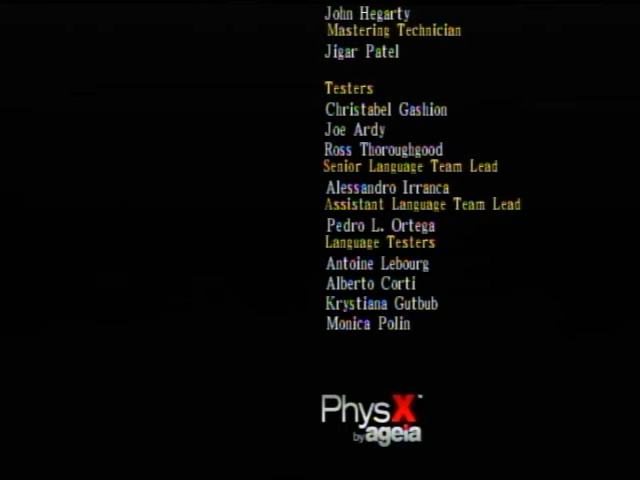 John Hegarty
Mastering Technician
Jigar Patel
Testers
Christabel Gashion
Joe Ardy
Ross Thoroughgood
Senior Language Team Lead
Alessandro Irranca
Assistant Language Team Lead
Pedro L. Ortega
Language Testers
Antoine Lebourg
Alberto Corti
Krystiana Gutbub
Monica Polin
PhysX™
by ageia